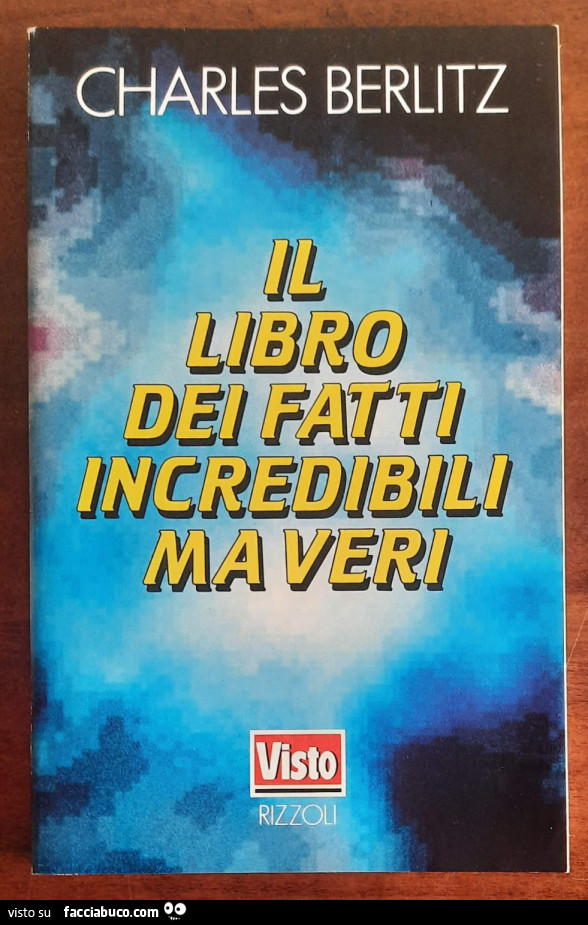 CHARLES BERLITZ
IL
LIBRO
DEI FATTI
INCREDIBILI
MA VERI
Visto
RIZZOLI
visto su facciabuco.com